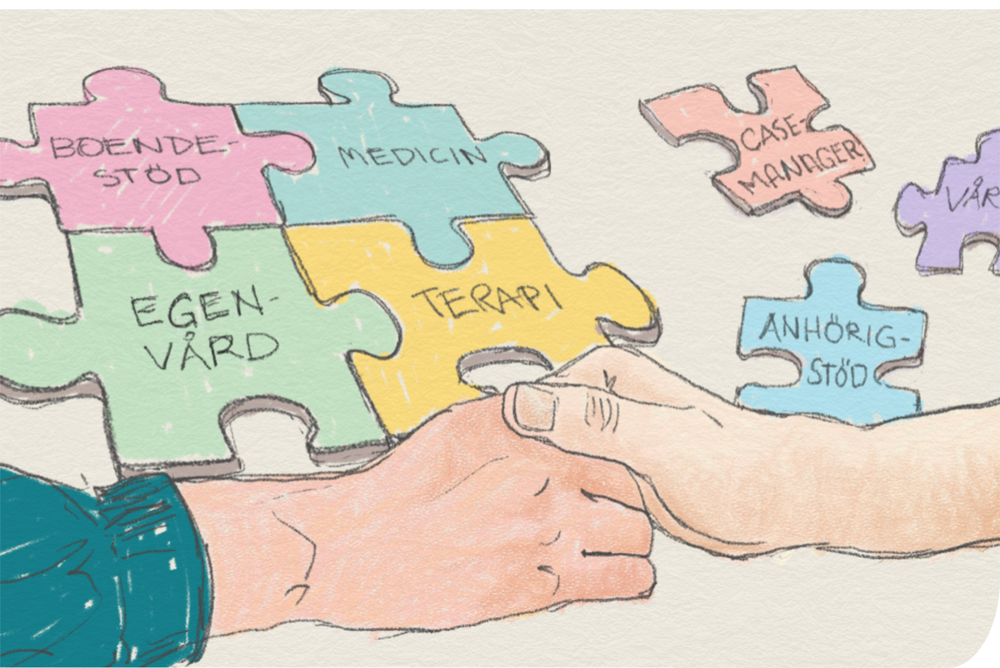 BOENDE-
STÖD
MEDICIN
EGEN-
VÅRD
TERAPI
CASE-
MANAGER
ANHÖRIG-
STÖD